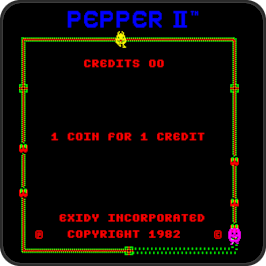 PEPPER II™
CREDITS 00
1 COIN FOR 1 CREDIT
EXIDY INCORPORATED
© COPYRIGHT 1982 ©